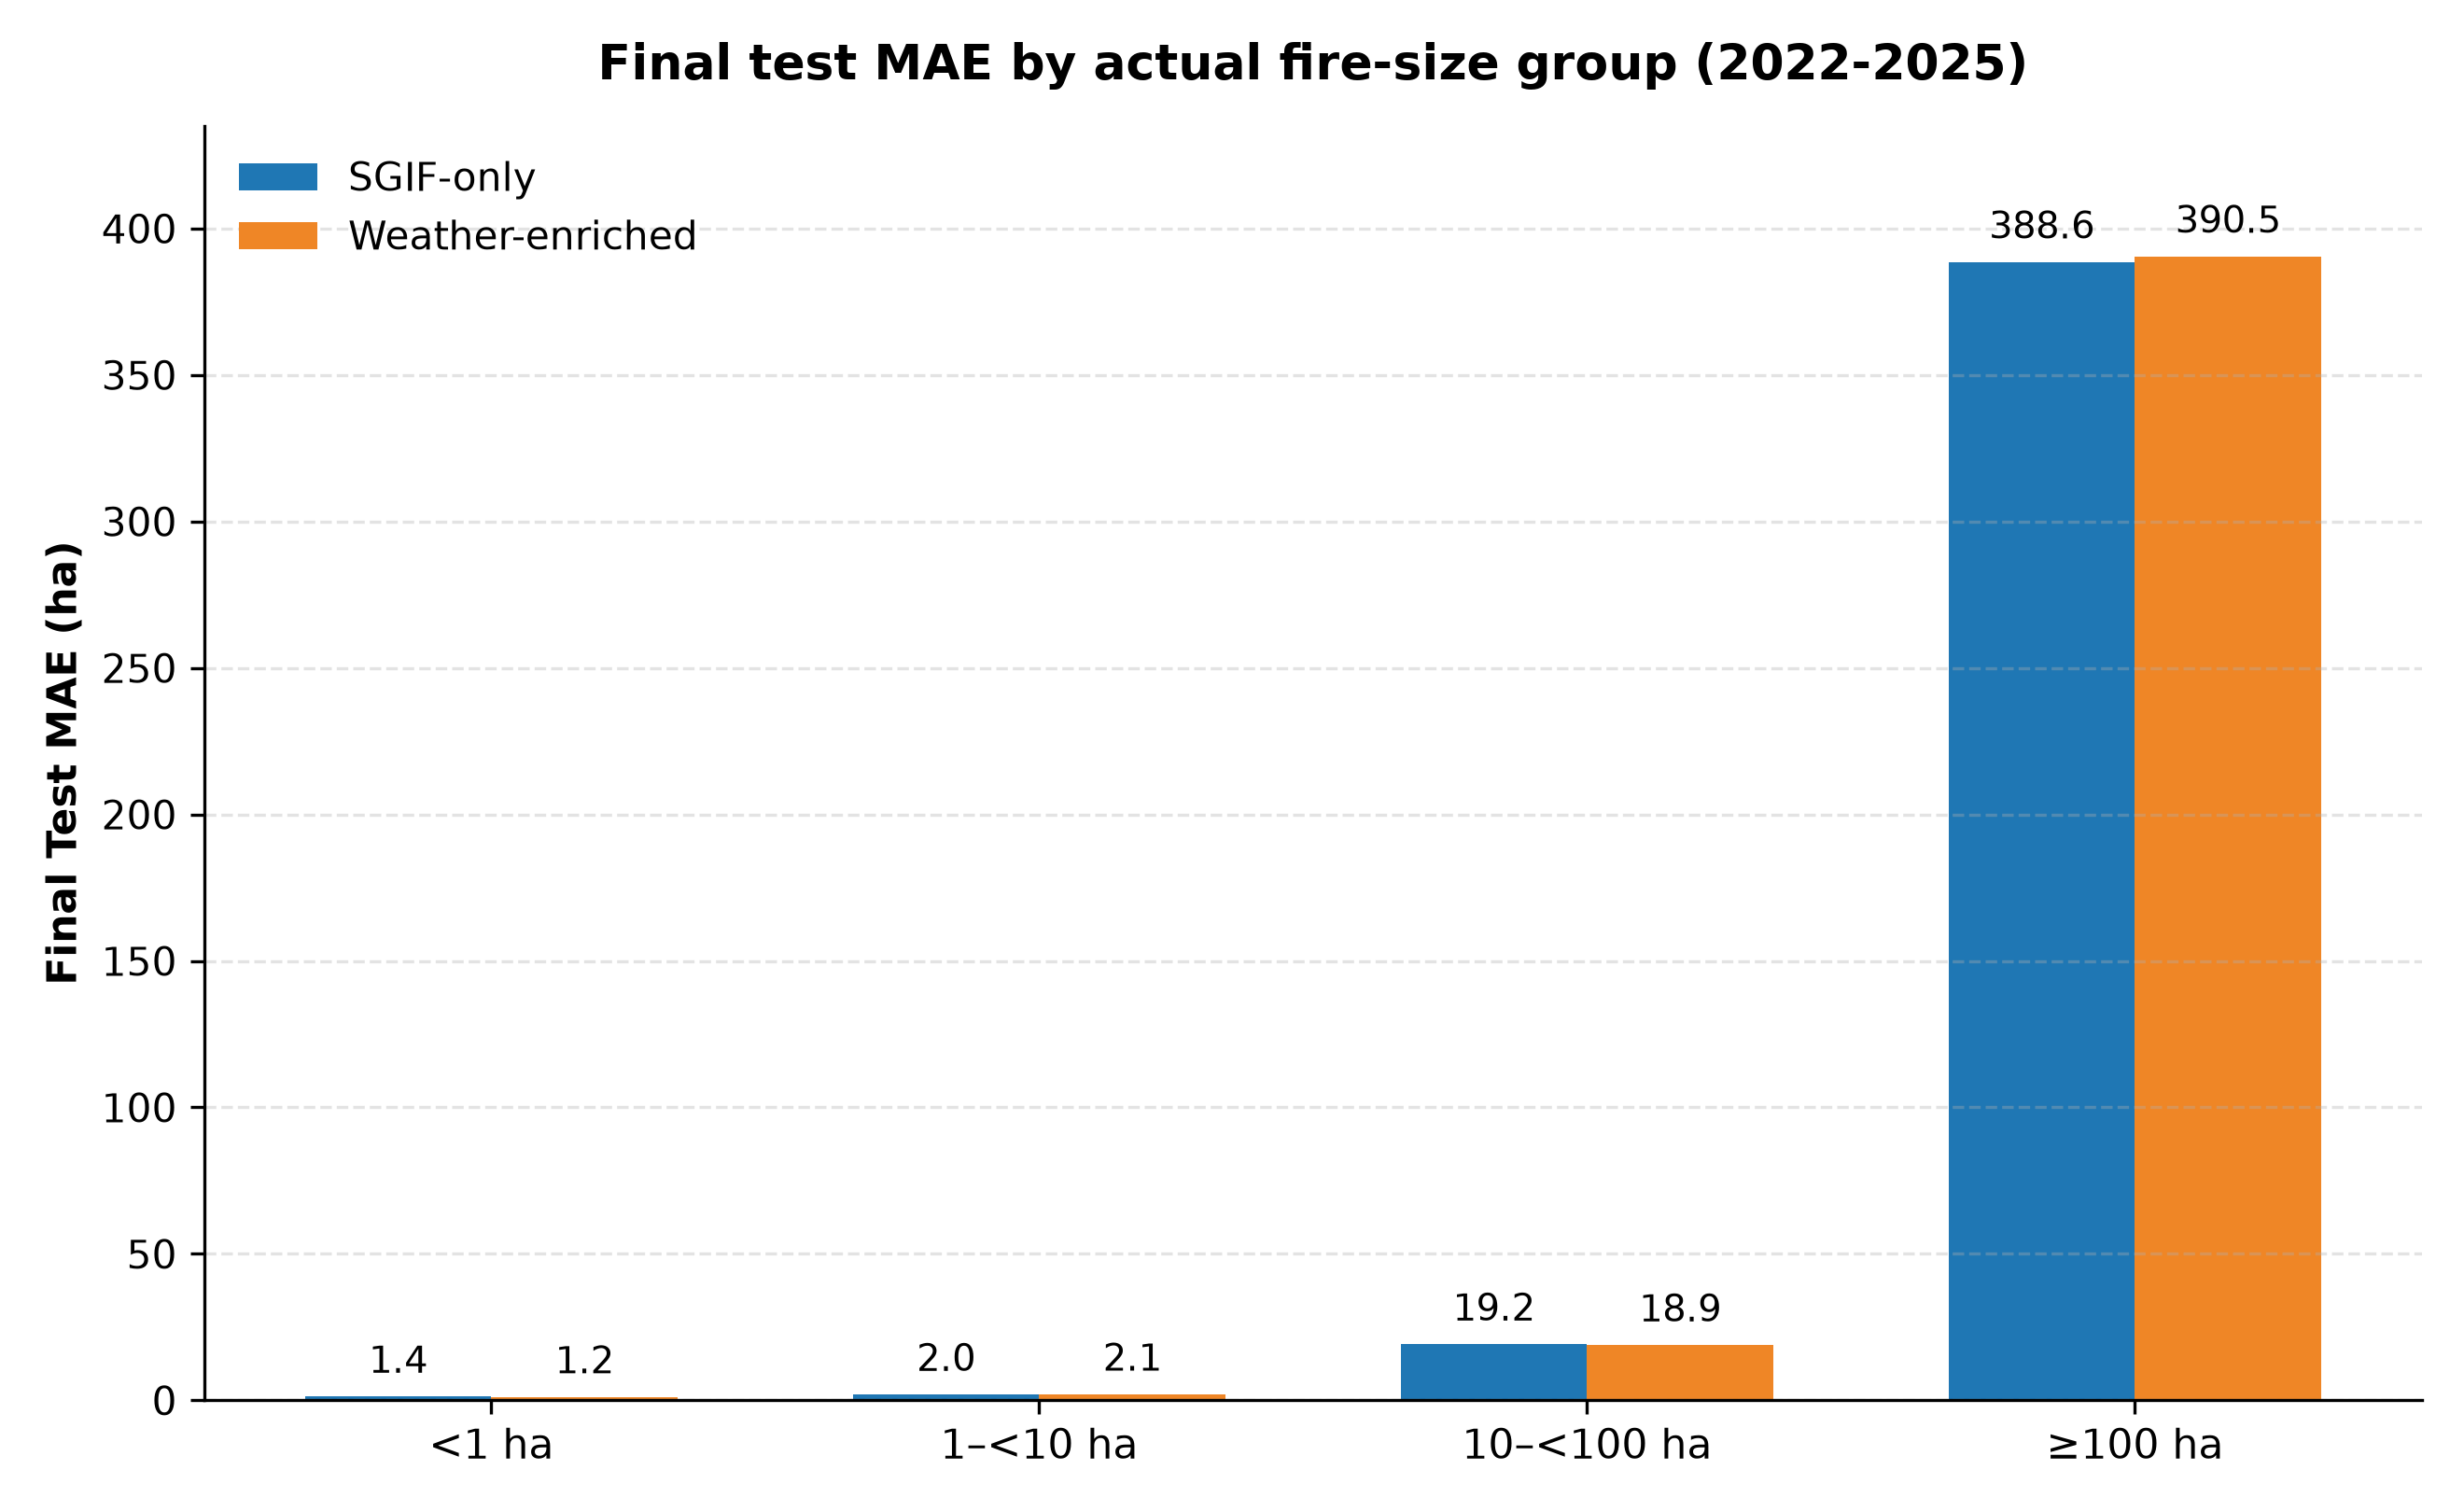 Final test MAE by actual fire-size group (2022-2025)
SGIF-only
Weather-enriched
Final Test MAE (ha)
400
350
300
250
200
150
100
50
0
1.4
1.2
2.0
2.1
19.2
18.9
388.6
390.5
<1 ha
1–<10 ha
10–<100 ha
≥100 ha